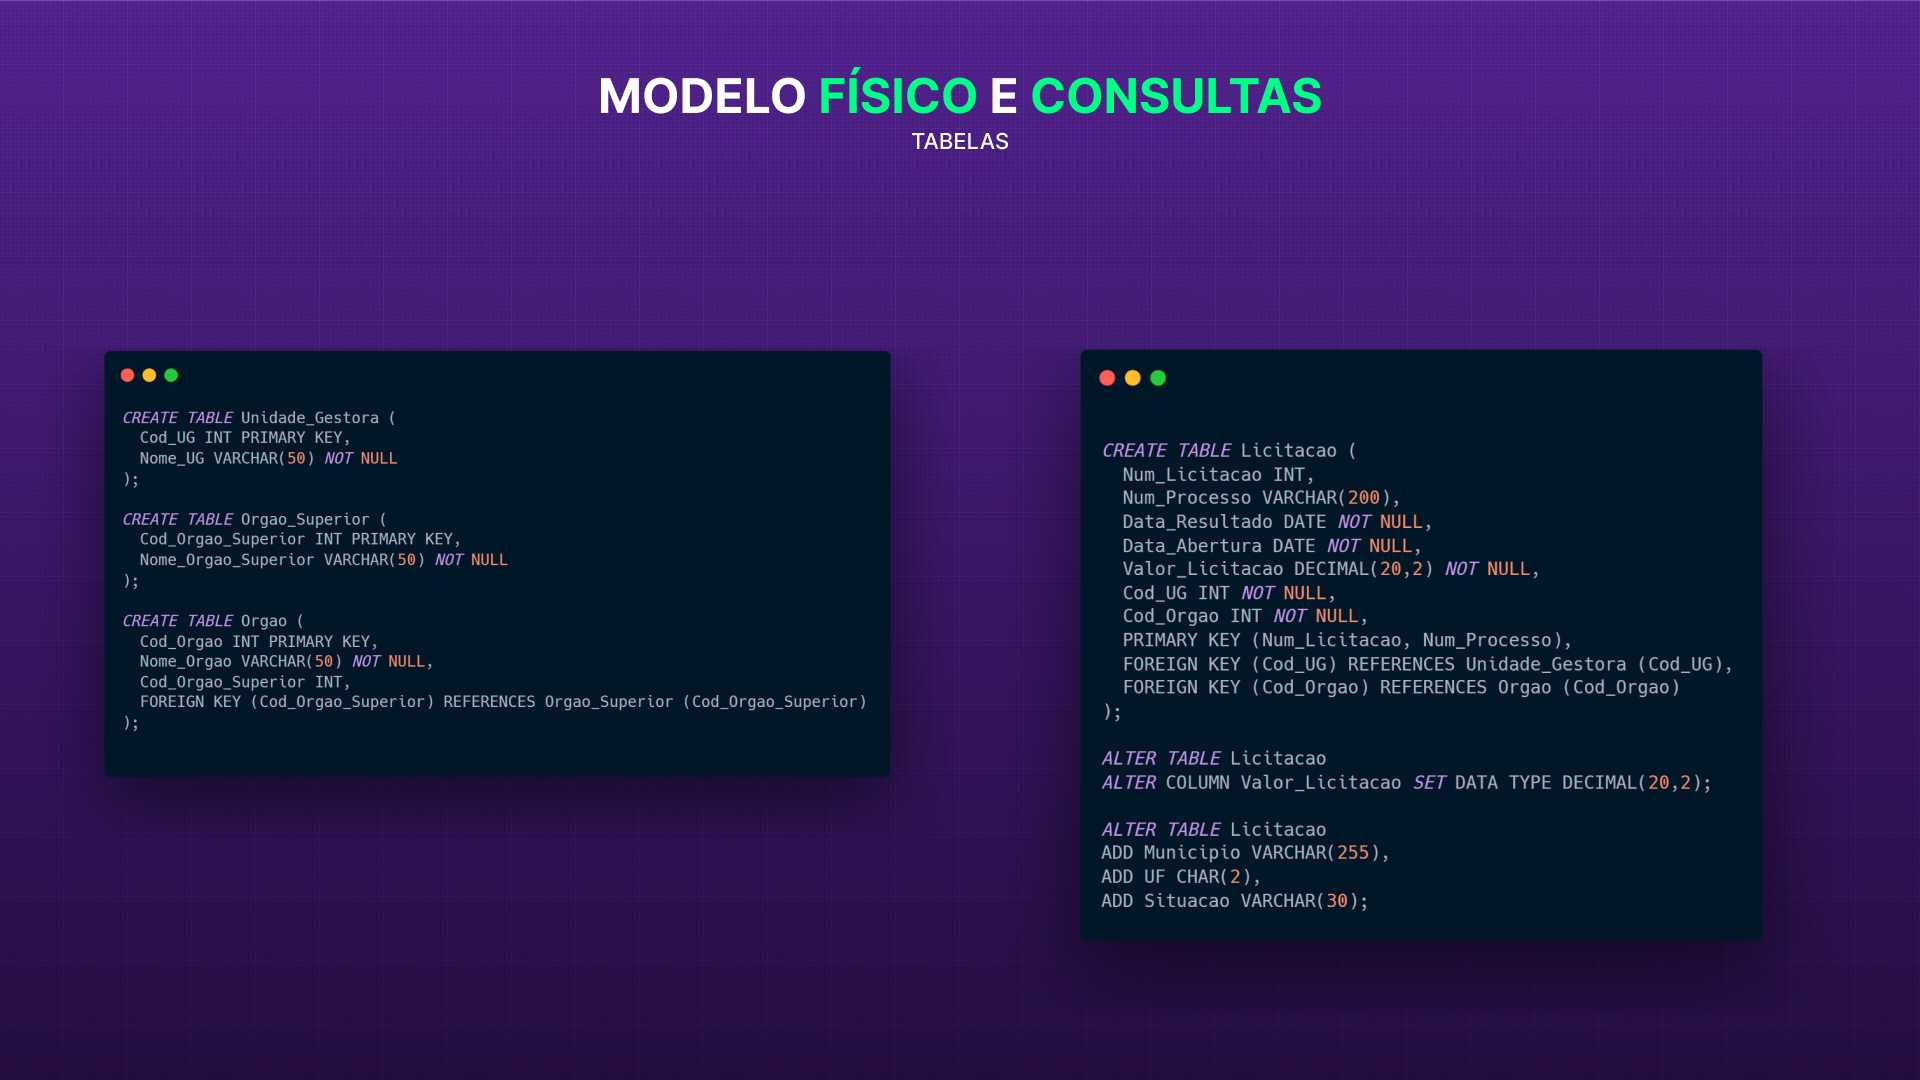 MODELO FÍSICO E CONSULTAS
TABELAS
CREATE TABLE Unidade_Gestora (
  Cod_UG INT PRIMARY KEY,
  Nome_UG VARCHAR(50) NOT NULL
);

CREATE TABLE Orgao_Superior (
  Cod_Orgao_Superior INT PRIMARY KEY,
  Nome_Orgao_Superior VARCHAR(50) NOT NULL
);

CREATE TABLE Orgao (
  Cod_Orgao INT PRIMARY KEY,
  Nome_Orgao VARCHAR(50) NOT NULL,
  Cod_Orgao_Superior INT,
  FOREIGN KEY (Cod_Orgao_Superior) REFERENCES Orgao_Superior (Cod_Orgao_Superior)
);

CREATE TABLE Licitacao (
  Num_Licitacao INT,
  Num_Processo VARCHAR(200),
  Data_Resultado DATE NOT NULL,
  Data_Abertura DATE NOT NULL,
  Valor_Licitacao DECIMAL(20,2) NOT NULL,
  Cod_UG INT NOT NULL,
  Cod_Orgao INT NOT NULL,
  PRIMARY KEY (Num_Licitacao, Num_Processo),
  FOREIGN KEY (Cod_UG) REFERENCES Unidade_Gestora (Cod_UG),
  FOREIGN KEY (Cod_Orgao) REFERENCES Orgao (Cod_Orgao)
);

ALTER TABLE Licitacao
ALTER COLUMN Valor_Licitacao SET DATA TYPE DECIMAL(20,2);

ALTER TABLE Licitacao
ADD Municipio VARCHAR(255),
ADD UF CHAR(2),
ADD Situacao VARCHAR(30);